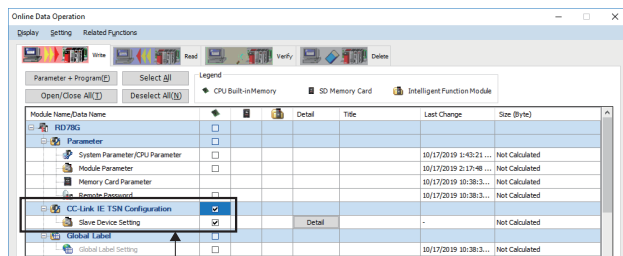 Online Data Operation
Display Setting Related Functions
Write Read Verify Delete
Parameter + Program(F) Select All Legend
Open/Close All(T) Deselect All(N) CPU Built-in Memory SD Memory Card Intelligent Function Module
Module Name/Data Name Detail Title Last Change Size (Byte)
RD78G
Parameter
System Parameter/CPU Parameter 10/17/2019 1:43:21 ... Not Calculated
Module Parameter 10/17/2019 2:17:48 ... Not Calculated
Memory Card Parameter 10/17/2019 10:38:3... Not Calculated
Remote Password 10/17/2019 10:38:3... Not Calculated
CC-Link IE TSN Configuration
Slave Device Setting Detail - Not Calculated
Global Label
Global Label Setting 10/17/2019 10:38:3... Not Calculated